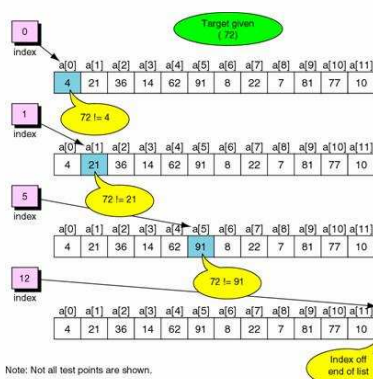 Target given
( 72)
0
index
a[0] a[1] a[2] a[3] a[4] a[5] a[6] a[7] a[8] a[9] a[10] a[11]
4 21 36 14 62 91 8 22 7 81 77 10
72 != 4
1
index
a[0] a[1] a[2] a[3] a[4] a[5] a[6] a[7] a[8] a[9] a[10] a[11]
4 21 36 14 62 91 8 22 7 81 77 10
72 != 21
5
index
a[0] a[1] a[2] a[3] a[4] a[5] a[6] a[7] a[8] a[9] a[10] a[11]
4 21 36 14 62 91 8 22 7 81 77 10
72 != 91
12
index
a[0] a[1] a[2] a[3] a[4] a[5] a[6] a[7] a[8] a[9] a[10] a[11]
4 21 36 14 62 91 8 22 7 81 77 10
Index off
end of list
Note: Not all test points are shown.